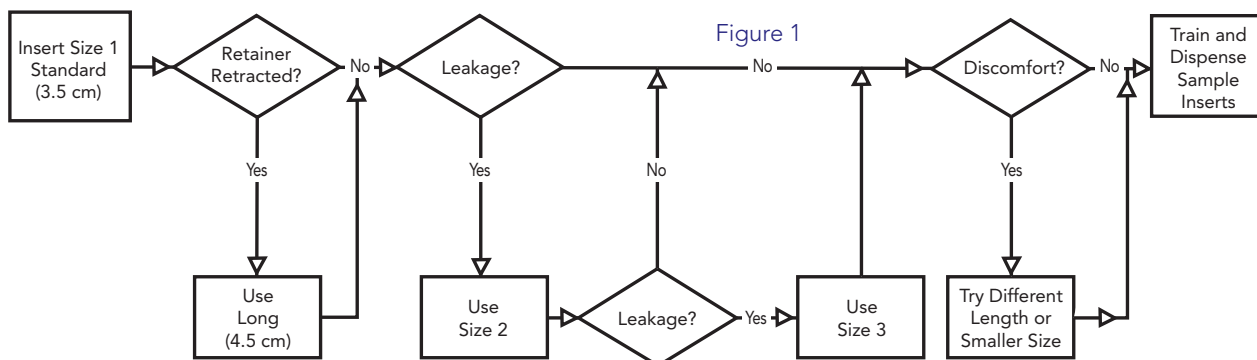 Figure 1
Insert Size 1
Standard
(3.5 cm)
Retainer
Retracted?
No
Yes
Use
Long
(4.5 cm)
Leakage?
No
Yes
Use
Size 2
Leakage?
No
Yes
Use
Size 3
Discomfort?
No
Yes
Try Different
Length or
Smaller Size
Train and
Dispense
Sample
Inserts